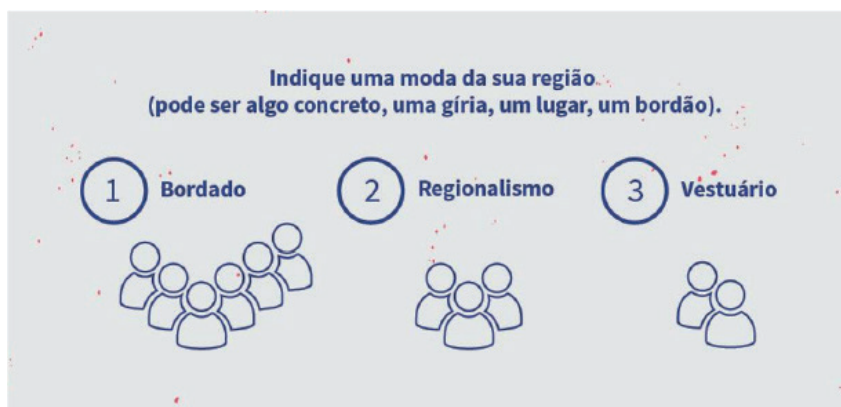 Indique uma moda da sua região
(pode ser algo concreto, uma gíria, um lugar, um bordão).
1 Bordado
2 Regionalismo
3 Vestuário